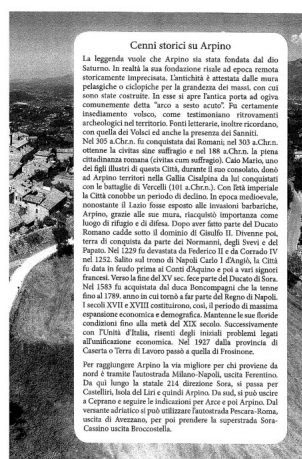 Cenni storici su Arpino
La leggenda vuole che Arpino sia stata fondata dal dio
Saturno. In realtà la sua fondazione risale ad epoca remota
storicamente imprecisata. L'antichità è attestata dalle mura
pelasgiche o ciclopiche per la grandezza dei massi, con cui
sono state costruite. In esse si apre l'antica porta ad ogiva
comunemente detta "arco a sesto acuto". Fu certamente
insediamento volsco, come testimoniano ritrovamenti
archeologici nel territorio. Fonti letterarie, inoltre ricordano,
con quella dei Volsci ed anche la presenza dei Sanniti.
Nel 305 a.Chr.n. fu conquistata dai Romani; nel 303 a.Chr.n.
ottenne la civitas sine suffragio e nel 188 a.Chr.n. la piena
cittadinanza romana (civitas cum suffragio). Caio Mario, uno
dei figli illustri di questa Città, durante il suo consolato, donò
ad Arpino territori nella Gallia Cisalpina da lui conquistati
con le battaglie di Vercelli (101 a.Chr.n.). Con l'età imperiale
la Città conobbe un periodo di declino. In epoca medioevale,
nonostante il Lazio fosse esposto alle invasioni barbariche,
Arpino, grazie alle sue mura, riacquistò importanza come
luogo di rifugio e di difesa. Dopo aver fatto parte del Ducato
Romano cadde sotto il dominio di Gisulfo II. Divenne poi,
terra di conquista da parte dei Normanni, degli Svevi e del
Papato. Nel 1229 fu devastata da Federico II e da Corrado IV
nel 1252. Salito sul trono di Napoli Carlo I D'Angiò, la Città
fu data in feudo prima ai Conti d'Aquino e poi a vari signori
francesi. Verso la fine del XV sec. fece parte del Ducato di Sora.
Nel 1583 fu acquistata dal duca Boncompagni che la tenne
fino al 1789. anno in cui tornò a far parte del Regno di Napoli.
I secoli XVII e XVIII costituirono, così, il periodo di massima
espansione economica e demografica. Mantenne le sue floride
condizioni fino alla metà del XIX secolo. Successivamente
con l'Unità d'Italia, risentì degli iniziali problemi legati
all'unificazione economica. Nel 1927 dalla provincia di
Caserta o Terra di Lavoro passò a quella di Frosinone.
Per raggiungere Arpino la via migliore per chi proviene da
nord è tramite l'autostrada Milano-Napoli, uscita Ferentino.
Da qui lungo la statale 214 direzione Sora, si passa per
Castelliri, Isola del Liri e quindi Arpino. Da sud, si può uscire
a Ceprano e seguire le indicazioni per Arce e poi Arpino. Dal
versante adriatico si può utilizzare l'autostrada Pescara-Roma,
uscita di Avezzano, per poi prendere la superstrada Sora-
Cassino uscita Broccostella.